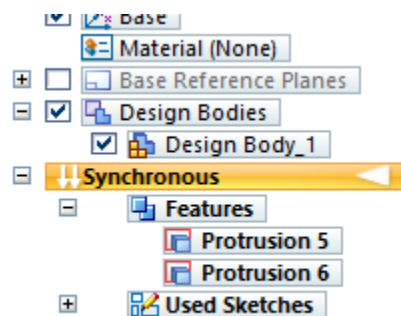 Base
Material (None)
Base Reference Planes
Design Bodies
Design Body_1
Synchronous
Features
Protrusion 5
Protrusion 6
Used Sketches